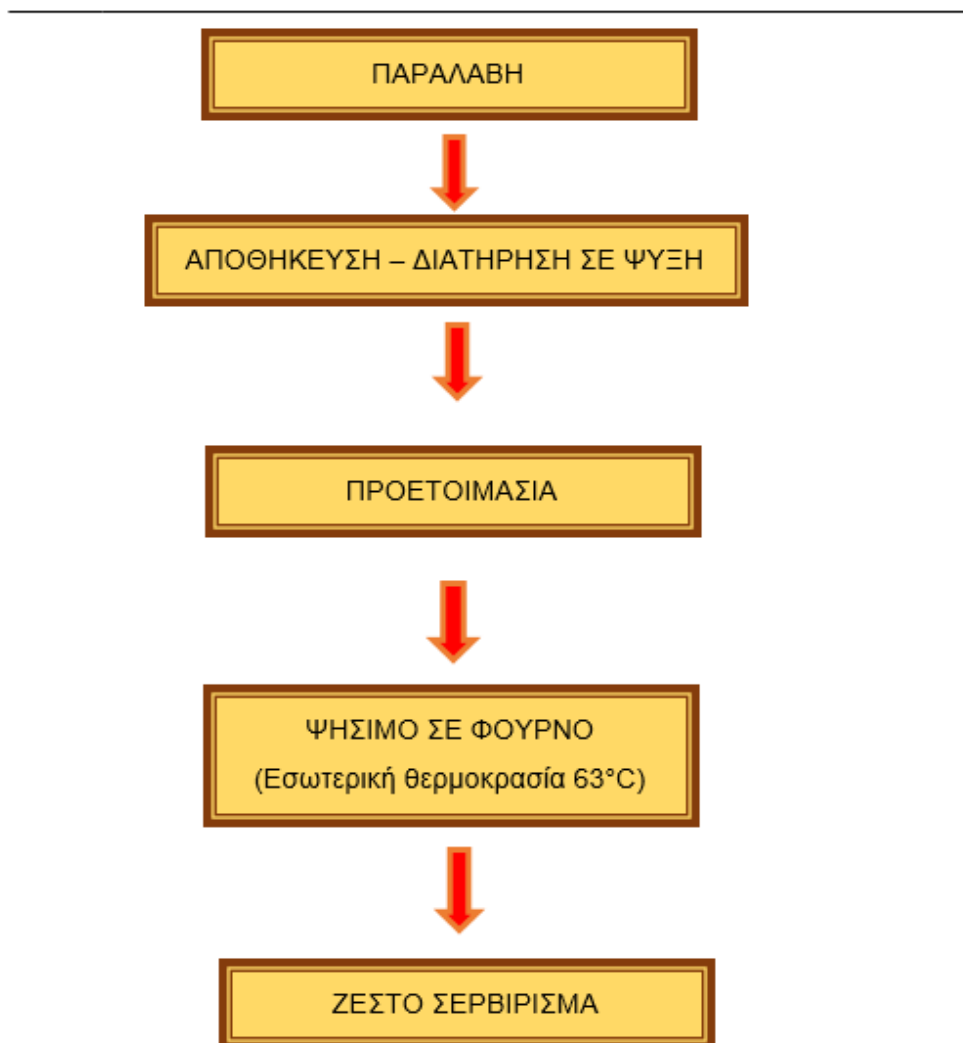 ΠΑΡΑΛΑΒΗ
ΑΠΟΘΗΚΕΥΣΗ – ΔΙΑΤΗΡΗΣΗ ΣΕ ΨΥΞΗ
ΠΡΟΕΤΟΙΜΑΣΙΑ
ΨΗΣΙΜΟ ΣΕ ΦΟΥΡΝΟ
(Εσωτερική θερμοκρασία 63°C)
ΖΕΣΤΟ ΣΕΡΒΙΡΙΣΜΑ